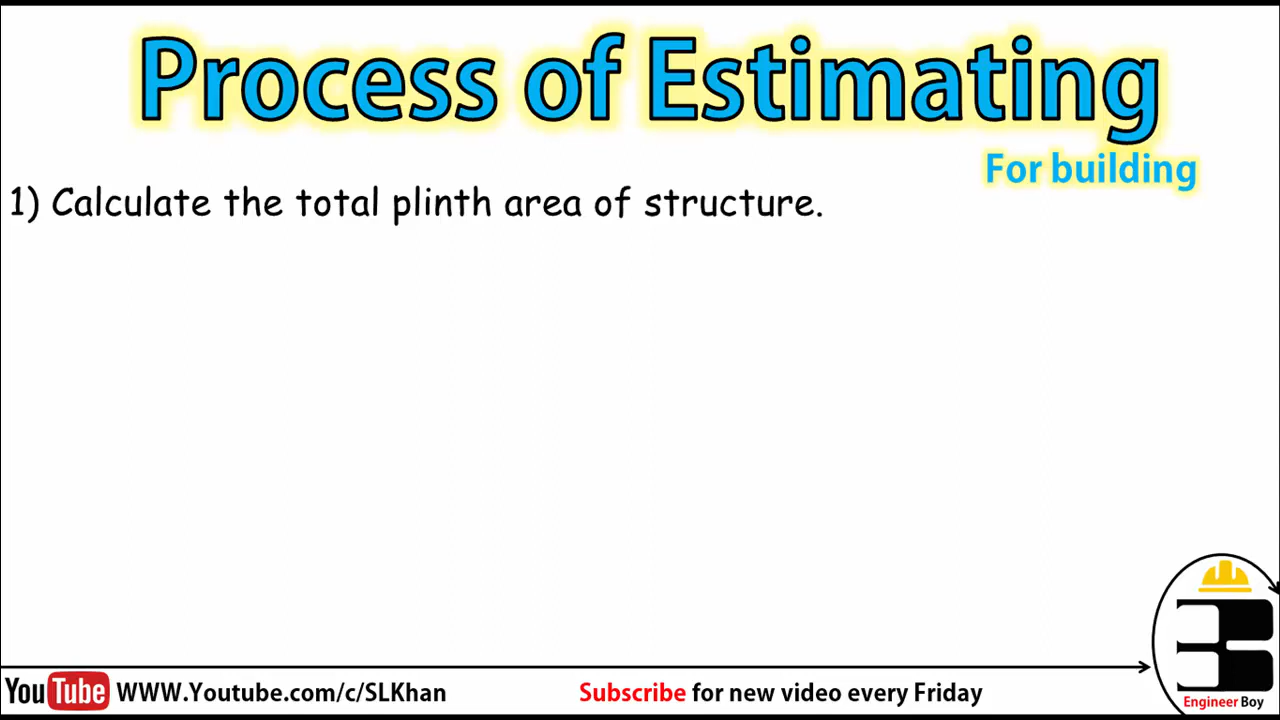 Process of Estimating
For building
1) Calculate the total plinth area of structure.
YouTube WWW.Youtube.com/c/SLKhan
Subscribe for new video every Friday
Engineer Boy